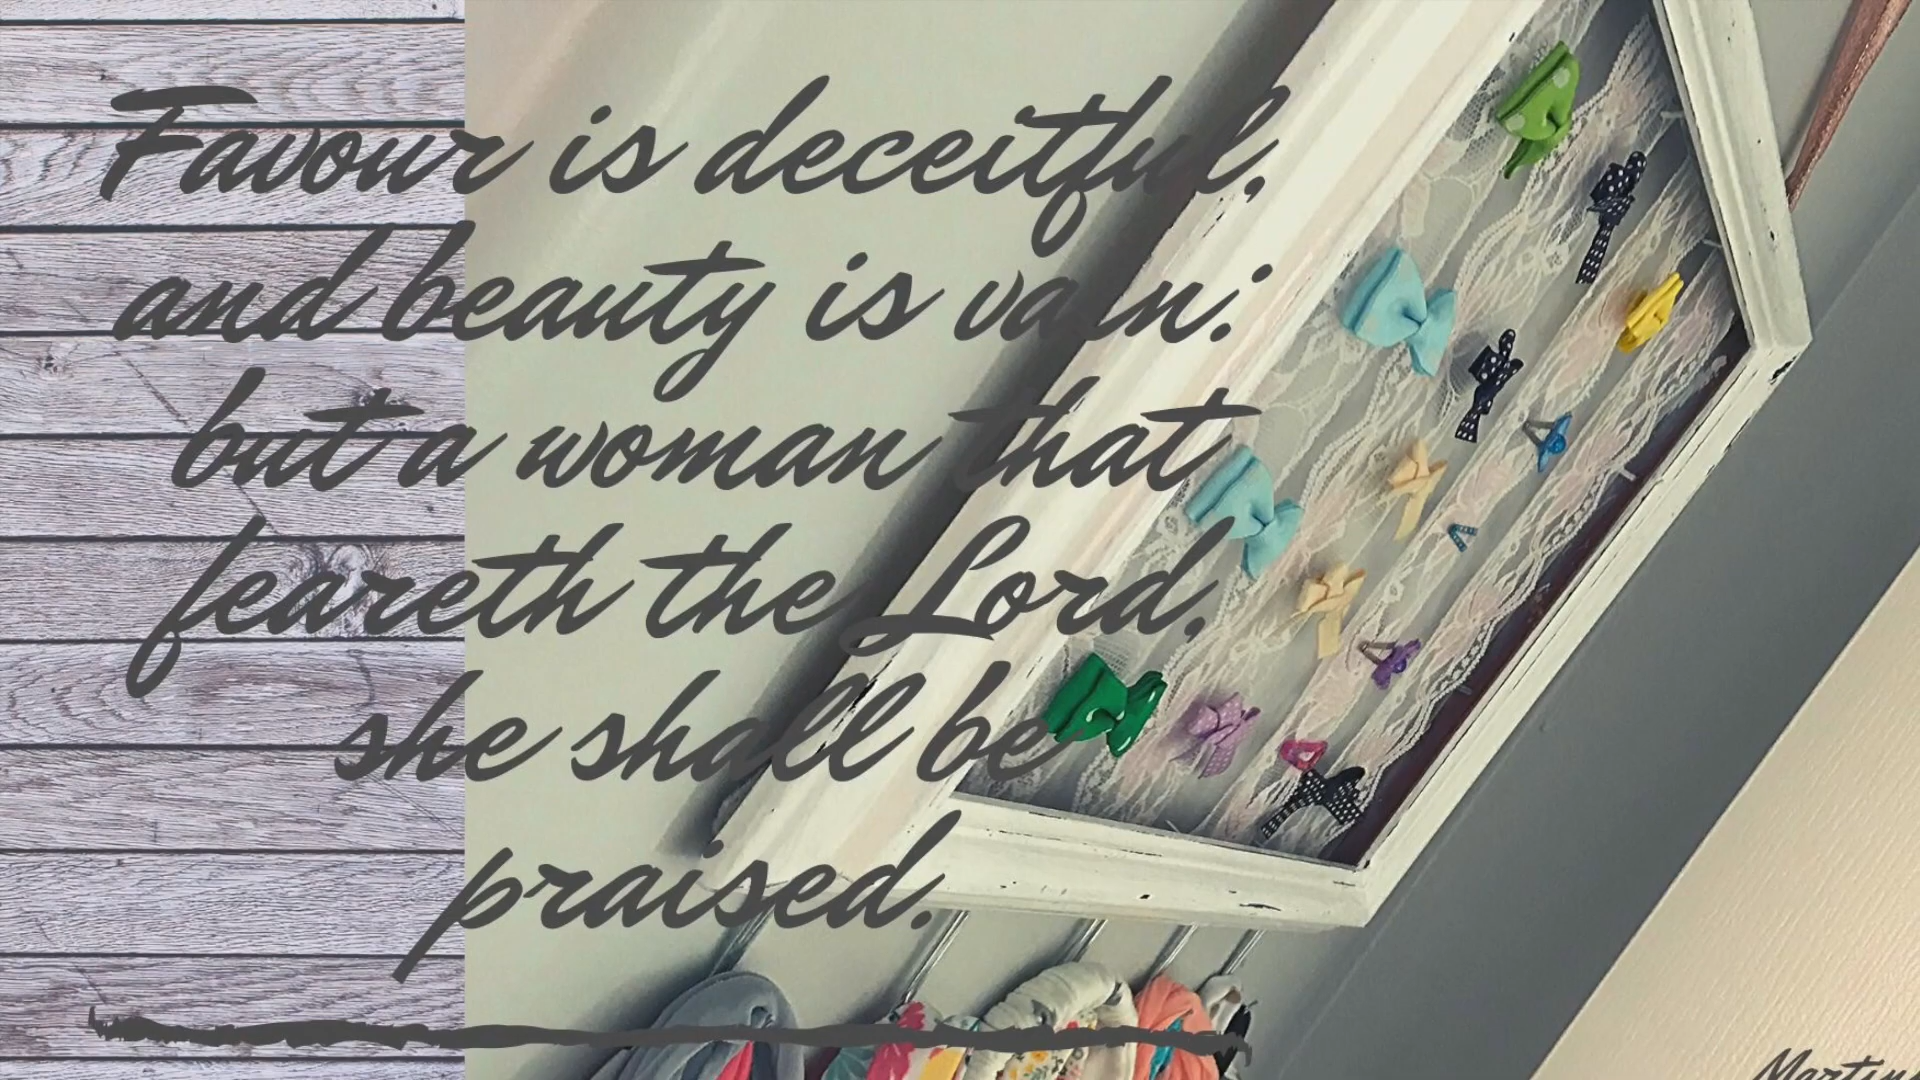 Favour is deceitful,
and beauty is vain:
but a woman that
feareth the Lord,
she shall be
praised.